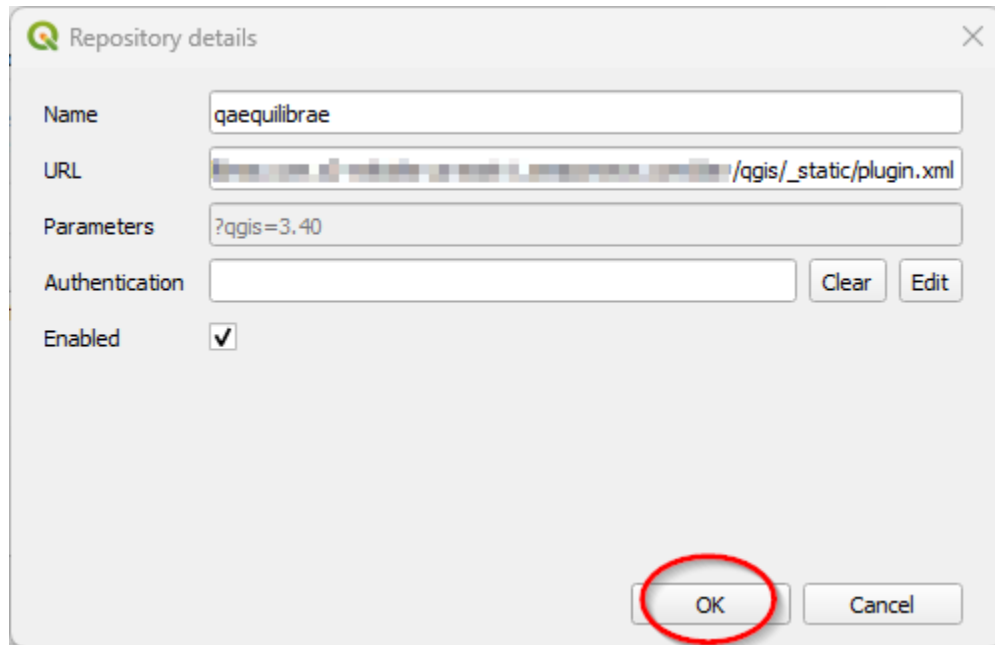 Repository details
Name qaequilibrae
URL /qgis/_static/plugin.xml
Parameters ?qgis=3.40
Authentication Clear Edit
Enabled
OK Cancel